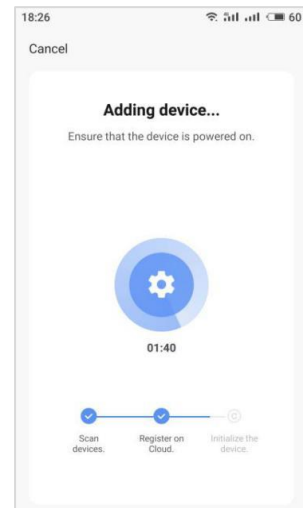 18:26
60
Cancel
Adding device...
Ensure that the device is powered on.
01:40
Scan
devices.
Register on
Cloud.
Initialize the
device.